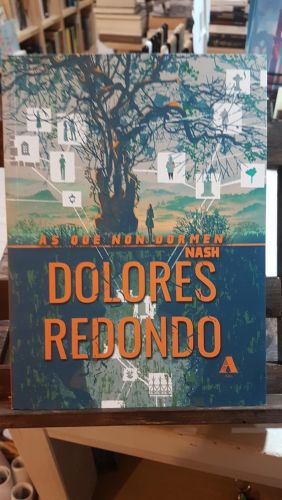 AS QUE NON DORMEN
NASH
DOLORES
REDONDO
A